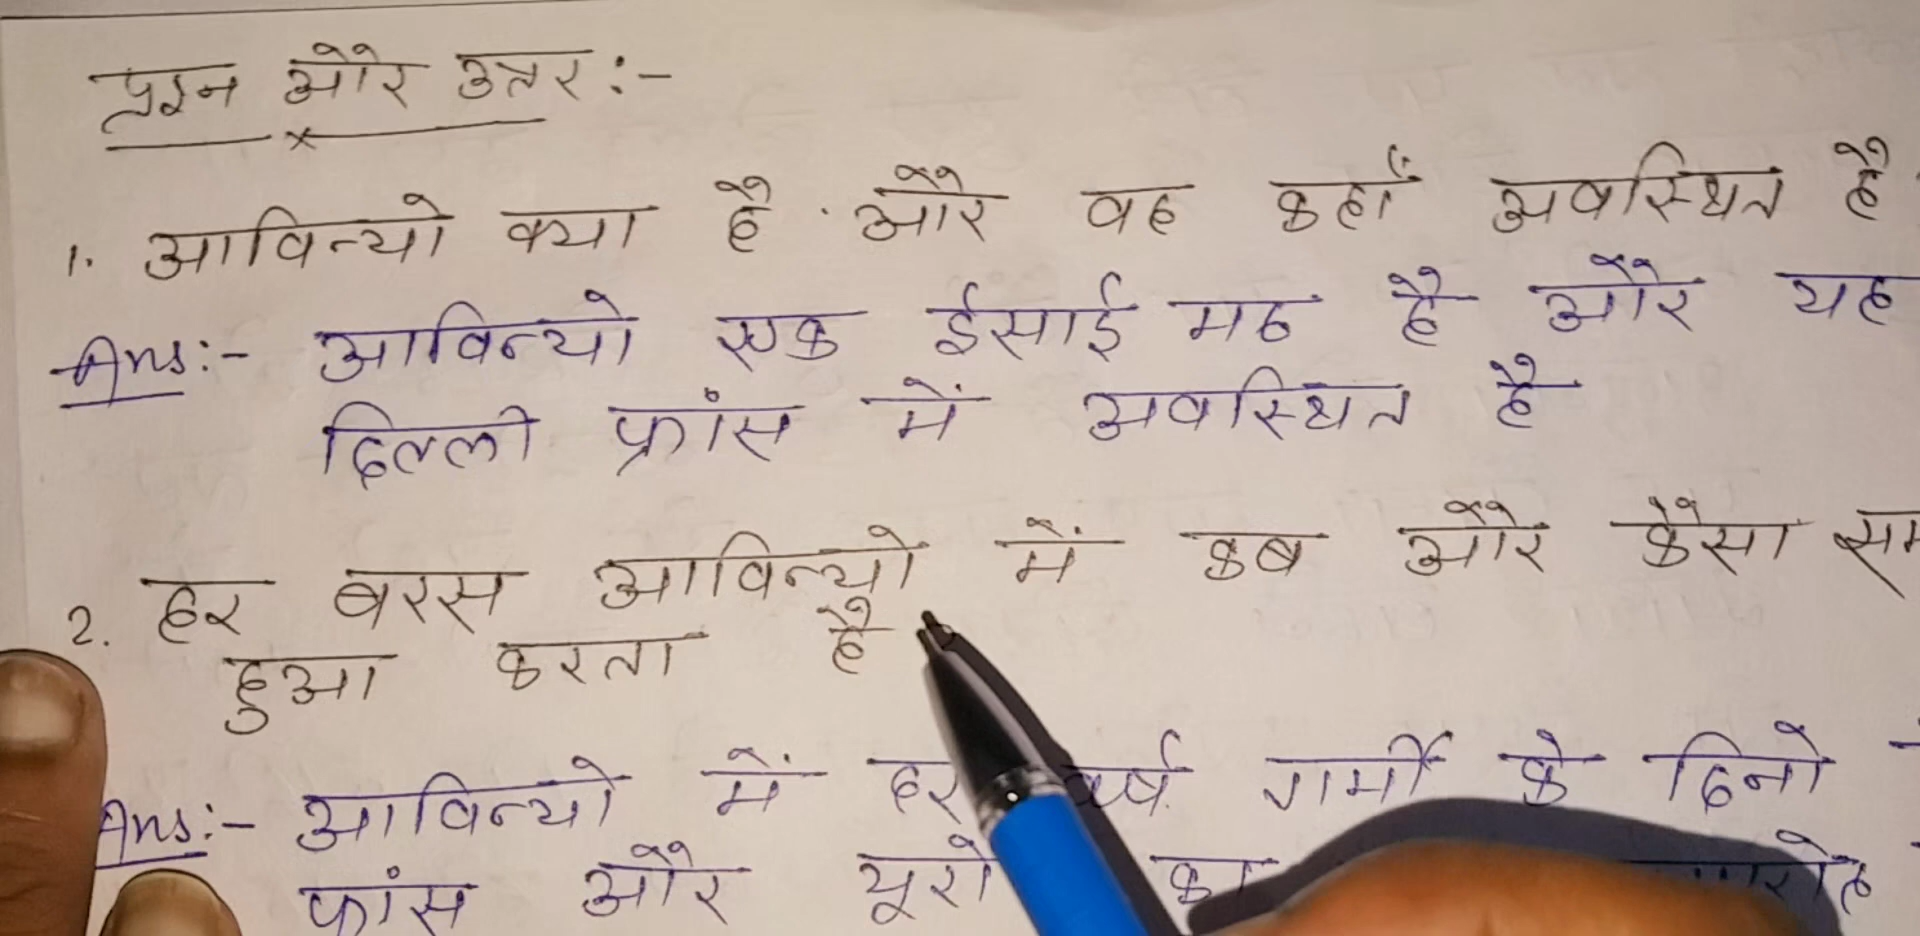 प्रश्न और उत्तर:-
1. आविन्यो क्या है और वह कहाँ अवस्थित है
Ans:- आविन्यो एक ईसाई मठ है और यह
दिल्ली फ्रांस में अवस्थित है
2. हर बरस आविन्यो में कब और कैसा
हुआ करता है
Ans:- आविन्यो में हर वर्ष गर्मी के दिनो
फ्रांस और का